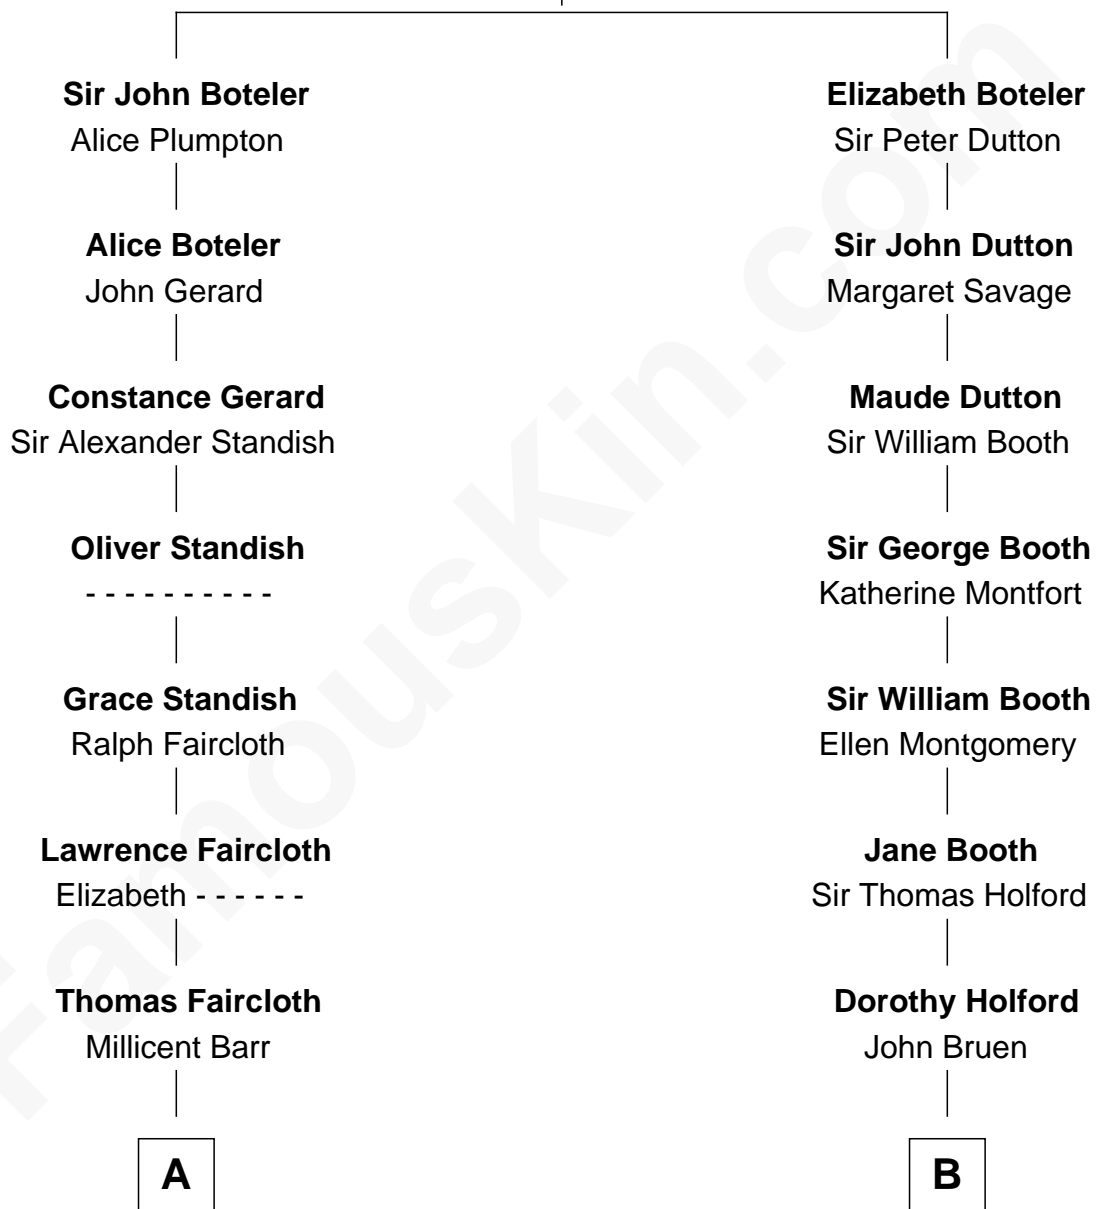 Sir John Boteler
Alice Plumpton
Alice Boteler
John Gerard
Constance Gerard
Sir Alexander Standish
Oliver Standish
- - - - - - - - - -
Grace Standish
Ralph Faircloth
Lawrence Faircloth
Elizabeth - - - - - -
Thomas Faircloth
Millicent Barr
A
Elizabeth Boteler
Sir Peter Dutton
Sir John Dutton
Margaret Savage
Maude Dutton
Sir William Booth
Sir George Booth
Katherine Montfort
Sir William Booth
Ellen Montgomery
Jane Booth
Sir Thomas Holford
Dorothy Holford
John Bruen
B
FamousKin.com